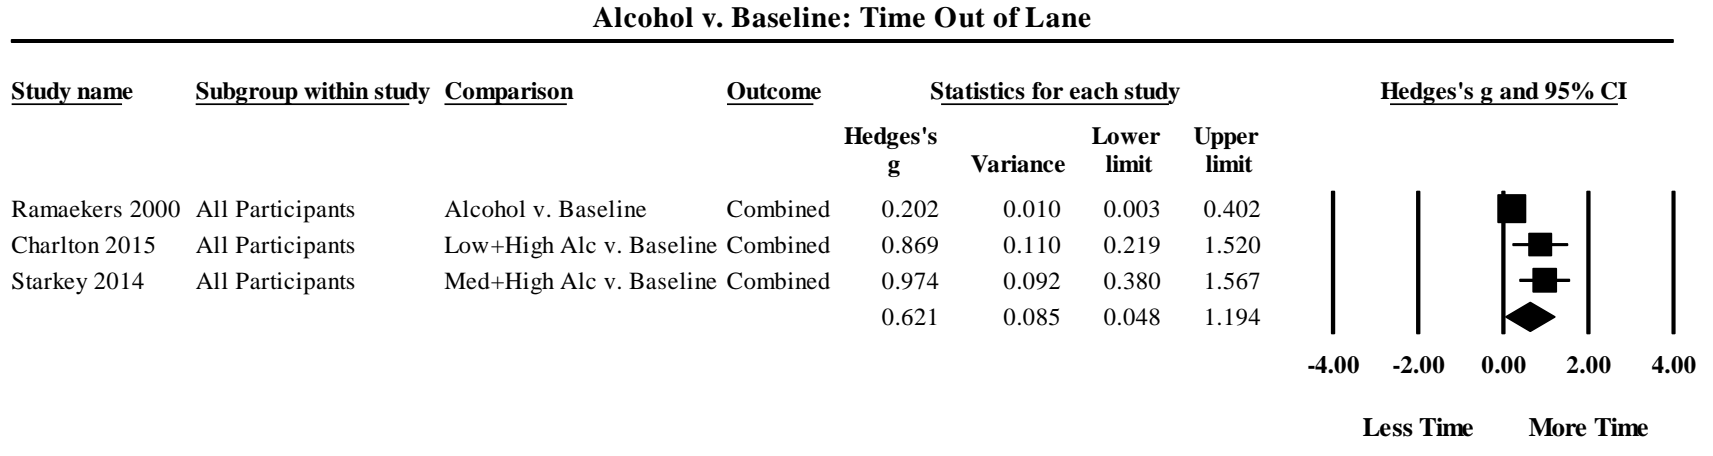 Alcohol v. Baseline: Time Out of Lane
Study name Subgroup within study Comparison Outcome Statistics for each study Hedges's g and 95% CI
Hedges's Lower Upper
g Variance limit limit
Ramaekers 2000 All Participants Alcohol v. Baseline Combined 0.202 0.010 0.003 0.402
Charlton 2015 All Participants Low+High Alc v. Baseline Combined 0.869 0.110 0.219 1.520
Starkey 2014 All Participants Med+High Alc v. Baseline Combined 0.974 0.092 0.380 1.567
0.621 0.085 0.048 1.194
-4.00 -2.00 0.00 2.00 4.00
Less Time More Time